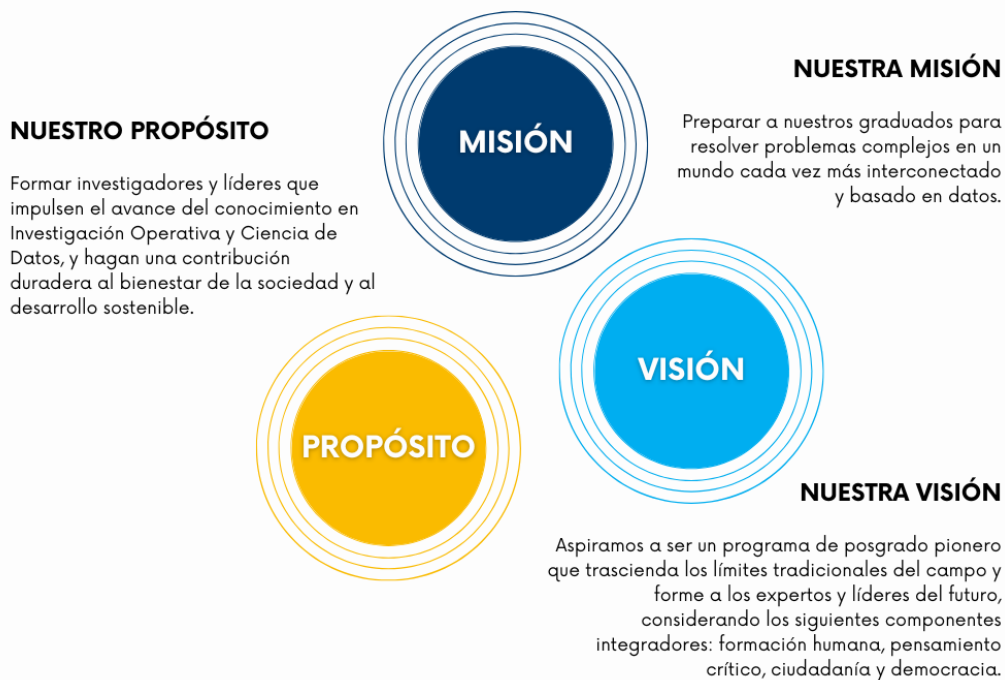 MISIÓN
NUESTRA MISIÓN
Preparar a nuestros graduados para
resolver problemas complejos en un
mundo cada vez más interconectado
y basado en datos.
NUESTRO PROPÓSITO
Formar investigadores y líderes que
impulsen el avance del conocimiento en
Investigación Operativa y Ciencia de
Datos, y hagan una contribución
duradera al bienestar de la sociedad y al
desarrollo sostenible.
VISIÓN
PROPÓSITO
NUESTRA VISIÓN
Aspiramos a ser un programa de posgrado pionero
que trascienda los límites tradicionales del campo y
forme a los expertos y líderes del futuro,
considerando los siguientes componentes
integradores: formación humana, pensamiento
crítico, ciudadanía y democracia.